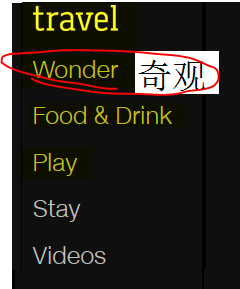 travel
Wonder 奇观
Food & Drink
Play
Stay
Videos